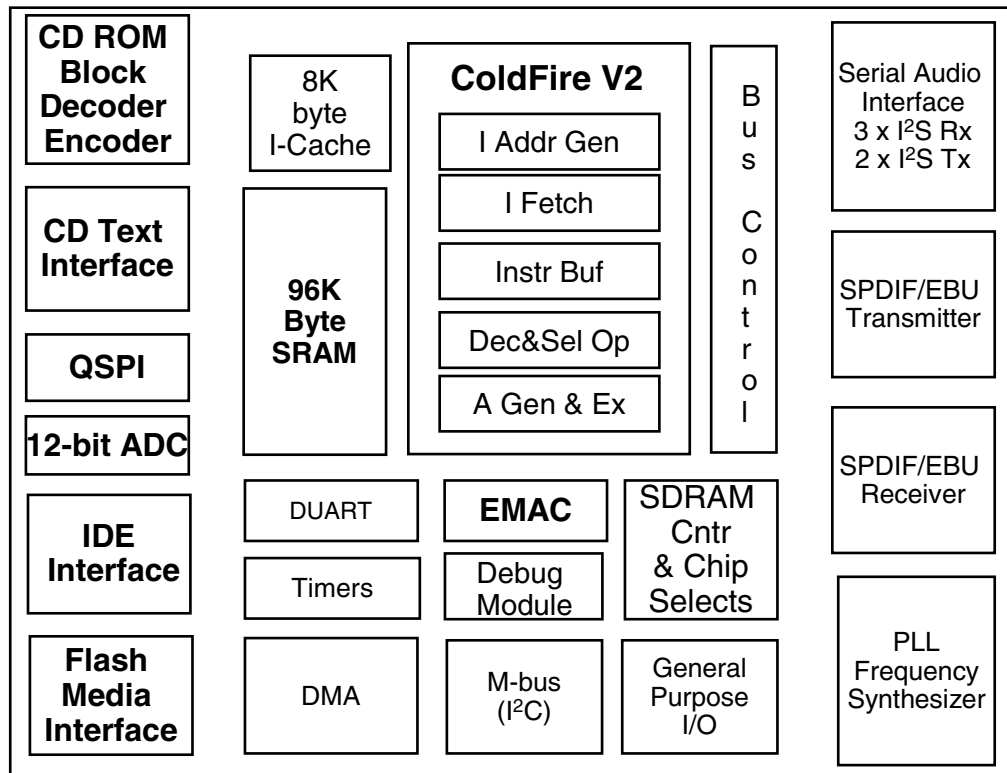 CD ROM
Block
Decoder
Encoder
CD Text
Interface
QSPI
12-bit ADC
IDE
Interface
Flash
Media
Interface
8K
byte
I-Cache
96K
Byte
SRAM
ColdFire V2
I Addr Gen
I Fetch
Instr Buf
Dec&Sel Op
A Gen & Ex
Bus Control
DUART
Timers
DMA
EMAC
Debug
Module
M-bus
(I²C)
SDRAM
Cntr
& Chip
Selects
General
Purpose
I/O
Serial Audio
Interface
3 x I²S Rx
2 x I²S Tx
SPDIF/EBU
Transmitter
SPDIF/EBU
Receiver
PLL
Frequency
Synthesizer